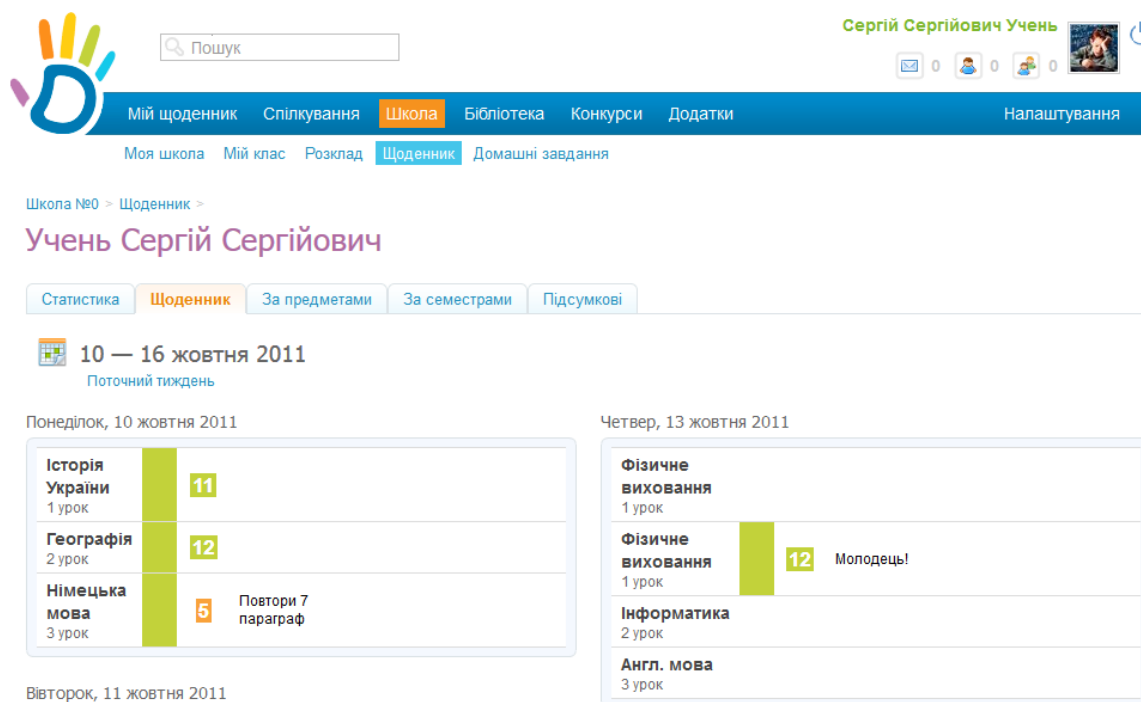 Пошук
Сергій Сергійович Учень
0 0 0
Мій щоденник Спілкування Школа Бібліотека Конкурси Додатки Налаштування
Моя школа Мій клас Розклад Щоденник Домашні завдання
Школа №0 > Щоденник >
Учень Сергій Сергійович
Статистика Щоденник За предметами За семестрами Підсумкові
10 — 16 жовтня 2011
Поточний тиждень
Понеділок, 10 жовтня 2011
Історія
України
1 урок
11
Географія
2 урок
12
Німецька
мова
3 урок
5
Повтори 7
параграф
Вівторок, 11 жовтня 2011
Четвер, 13 жовтня 2011
Фізичне
виховання
1 урок
Фізичне
виховання
1 урок
12
Молодець!
Інформатика
2 урок
Англ. мова
3 урок